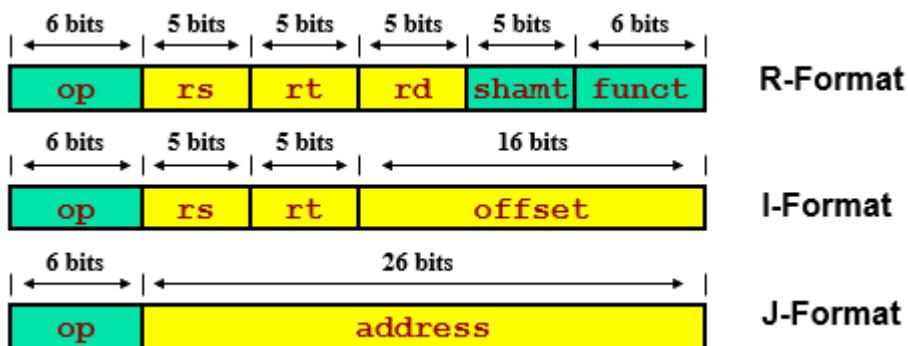 6 bits 5 bits 5 bits 5 bits 5 bits 6 bits
op rs rt rd shamt funct R-Format
6 bits 5 bits 5 bits 16 bits
op rs rt offset I-Format
6 bits 26 bits
op address J-Format